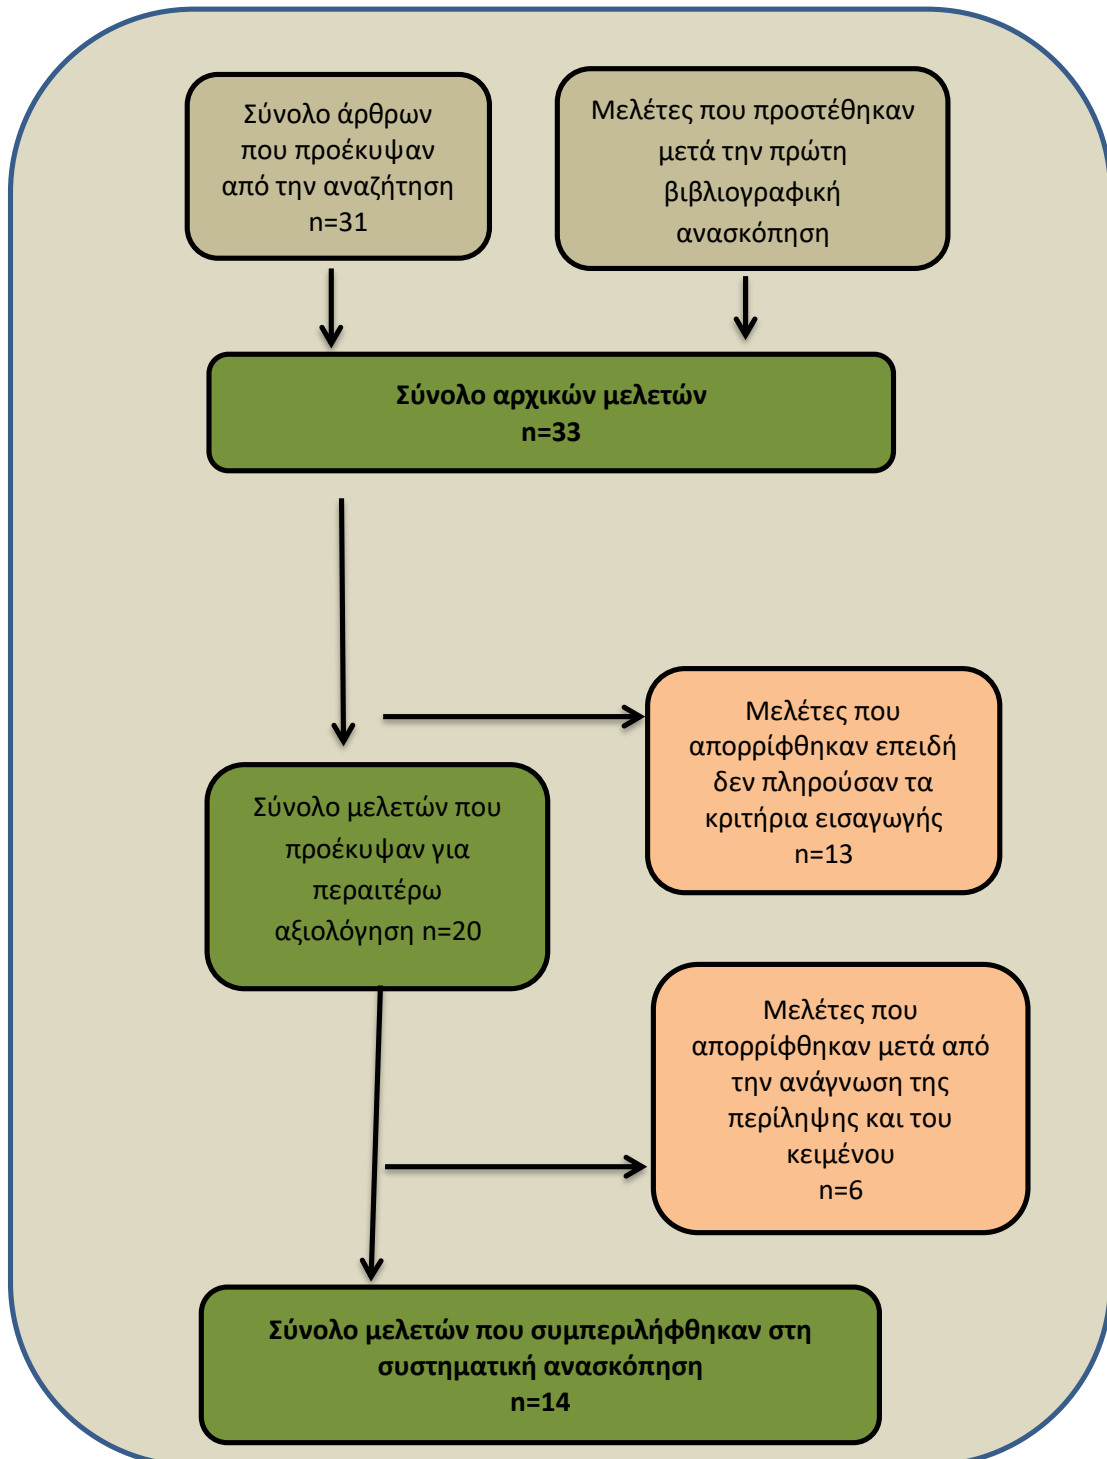 Σύνολο άρθρων
που προέκυψαν
από την αναζήτηση
n=31
Μελέτες που προστέθηκαν
μετά την πρώτη
βιβλιογραφική
ανασκόπηση
Σύνολο αρχικών μελετών
n=33
Μελέτες που
απορρίφθηκαν επειδή
δεν πληρούσαν τα
κριτήρια εισαγωγής
n=13
Σύνολο μελετών που
προέκυψαν για
περαιτέρω
αξιολόγηση n=20
Μελέτες που
απορρίφθηκαν μετά από
την ανάγνωση της
περίληψης και του
κειμένου
n=6
Σύνολο μελετών που συμπεριλήφθηκαν στη
συστηματική ανασκόπηση
n=14